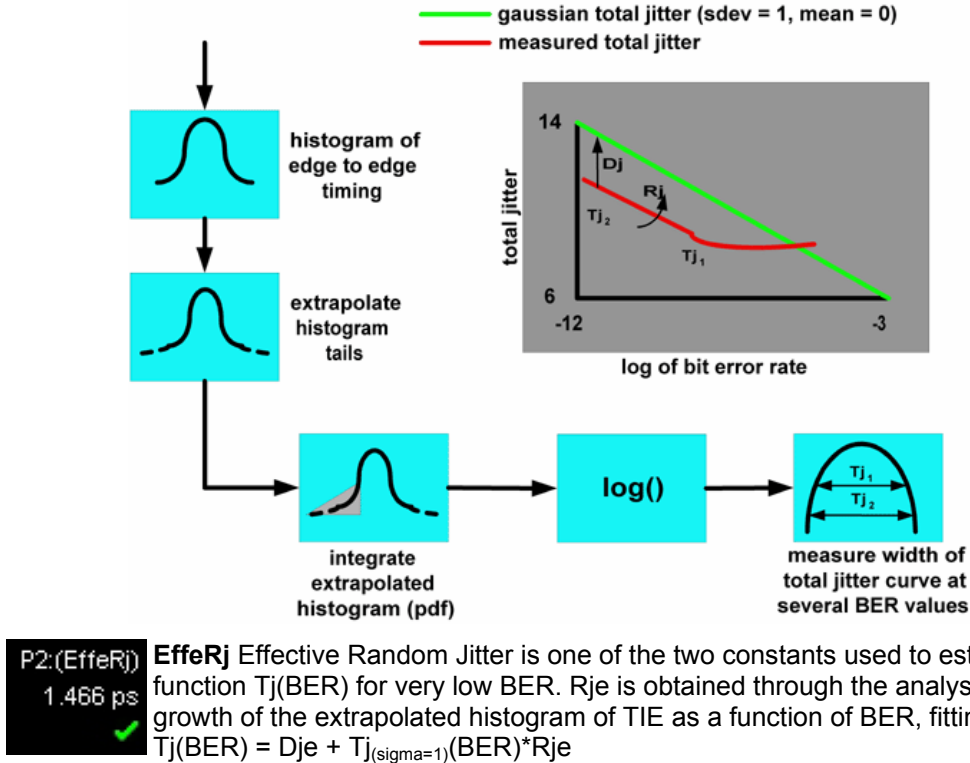 gaussian total jitter (sdev = 1, mean = 0)
measured total jitter
histogram of
edge to edge
timing
14
Dj
Rj
Tj2
Tj1
total jitter
6
-12
-3
log of bit error rate
extrapolate
histogram
tails
integrate
extrapolated
histogram (pdf)
log()
Tj1
Tj2
measure width of
total jitter curve at
several BER values
P2:(EffeRj)
1.466 ps
EffeRj Effective Random Jitter is one of the two constants used to est
function Tj(BER) for very low BER. Rje is obtained through the analys
growth of the extrapolated histogram of TIE as a function of BER, fittin
Tj(BER) = Dje + Tj(sigma=1)(BER)*Rje